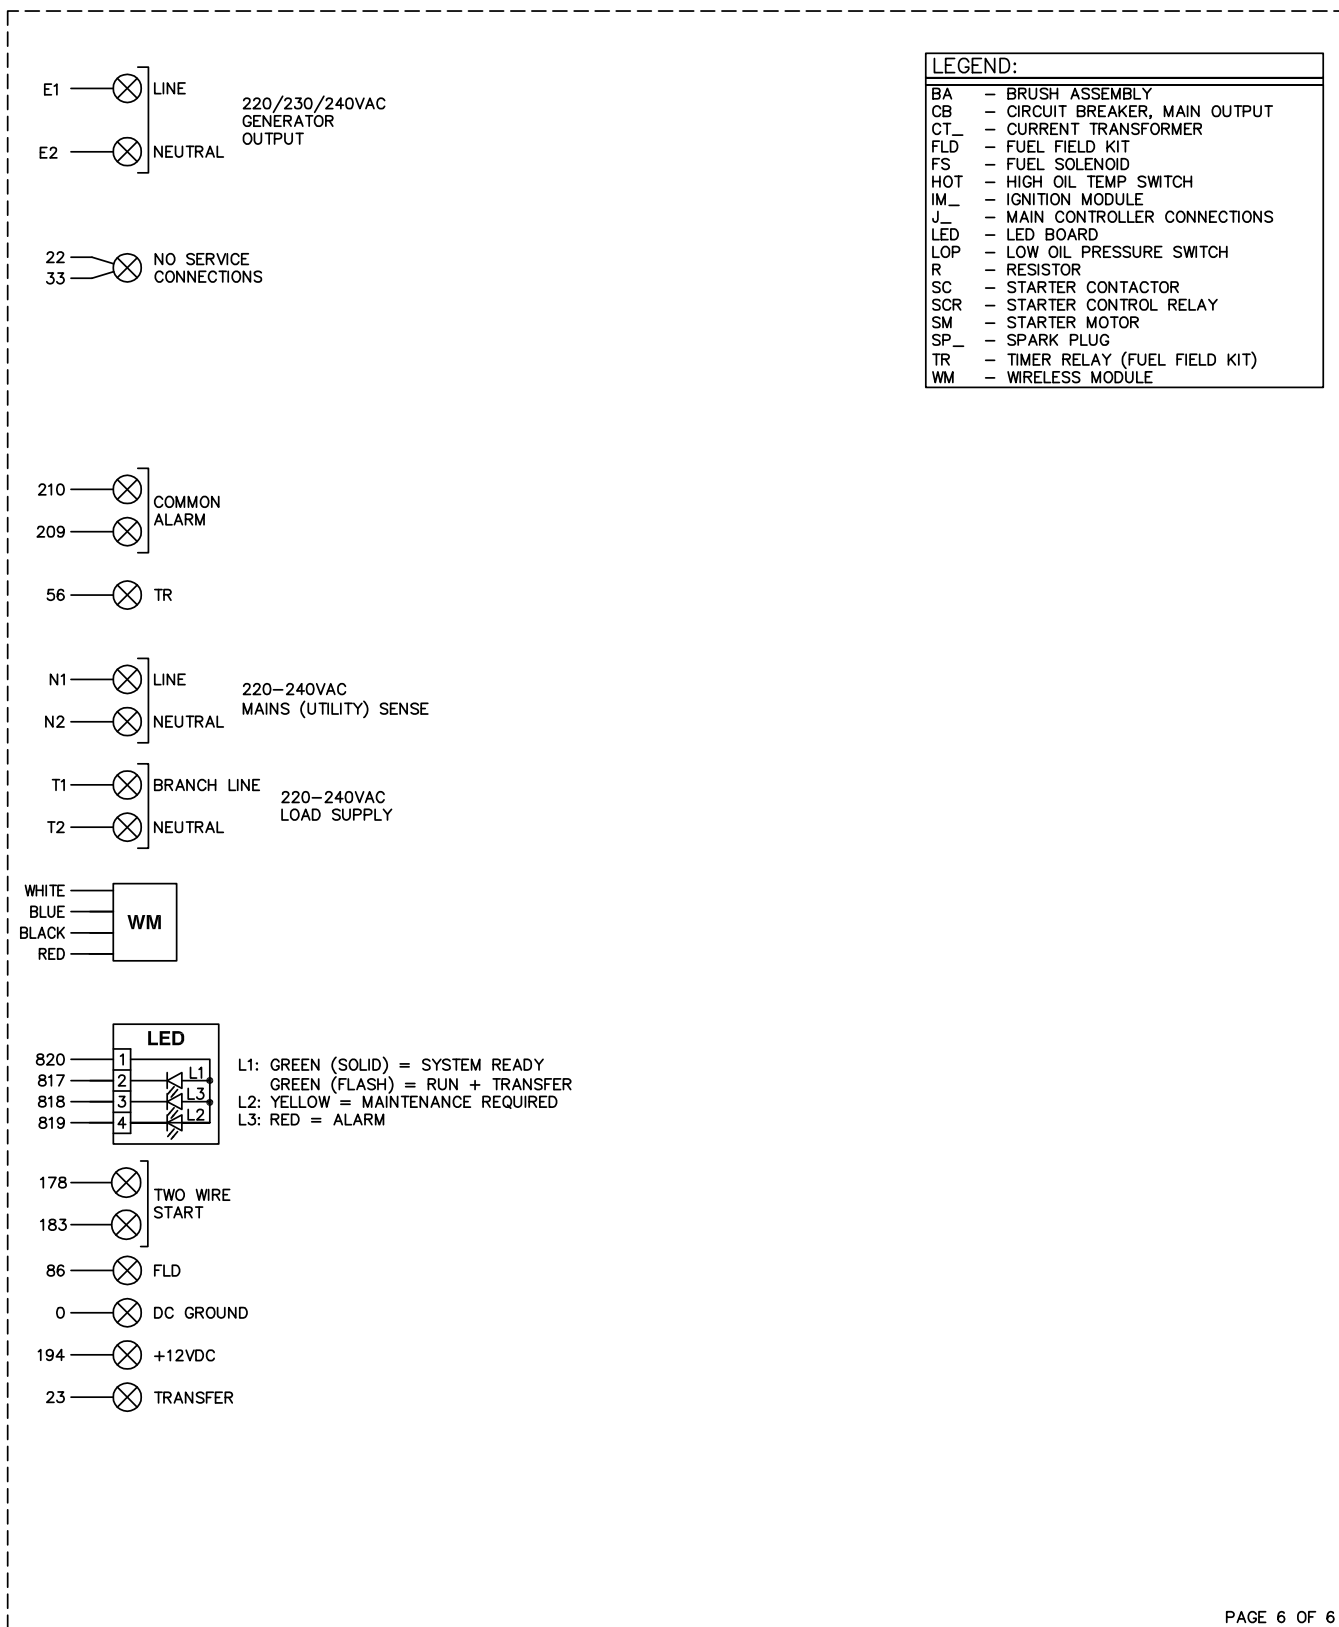 E1 LINE
220/230/240VAC
GENERATOR
OUTPUT
E2 NEUTRAL
22
33
NO SERVICE
CONNECTIONS
LEGEND:
BA – BRUSH ASSEMBLY
CB – CIRCUIT BREAKER, MAIN OUTPUT
CT_ – CURRENT TRANSFORMER
FLD – FUEL FIELD KIT
FS – FUEL SOLENOID
HOT – HIGH OIL TEMP SWITCH
IM_ – IGNITION MODULE
J_ – MAIN CONTROLLER CONNECTIONS
LED – LED BOARD
LOP – LOW OIL PRESSURE SWITCH
R – RESISTOR
SC – STARTER CONTACTOR
SCR – STARTER CONTROL RELAY
SM – STARTER MOTOR
SP_ – SPARK PLUG
TR – TIMER RELAY (FUEL FIELD KIT)
WM – WIRELESS MODULE
210
209
COMMON
ALARM
56 TR
N1 LINE
N2 NEUTRAL
220–240VAC
MAINS (UTILITY) SENSE
T1 BRANCH LINE
T2 NEUTRAL
220–240VAC
LOAD SUPPLY
WHITE
BLUE
BLACK
RED
WM
LED
820 1
817 2 L1
818 3 L3
819 4 L2
L1: GREEN (SOLID) = SYSTEM READY
GREEN (FLASH) = RUN + TRANSFER
L2: YELLOW = MAINTENANCE REQUIRED
L3: RED = ALARM
178
183
TWO WIRE
START
86 FLD
0 DC GROUND
194 +12VDC
23 TRANSFER
PAGE 6 OF 6